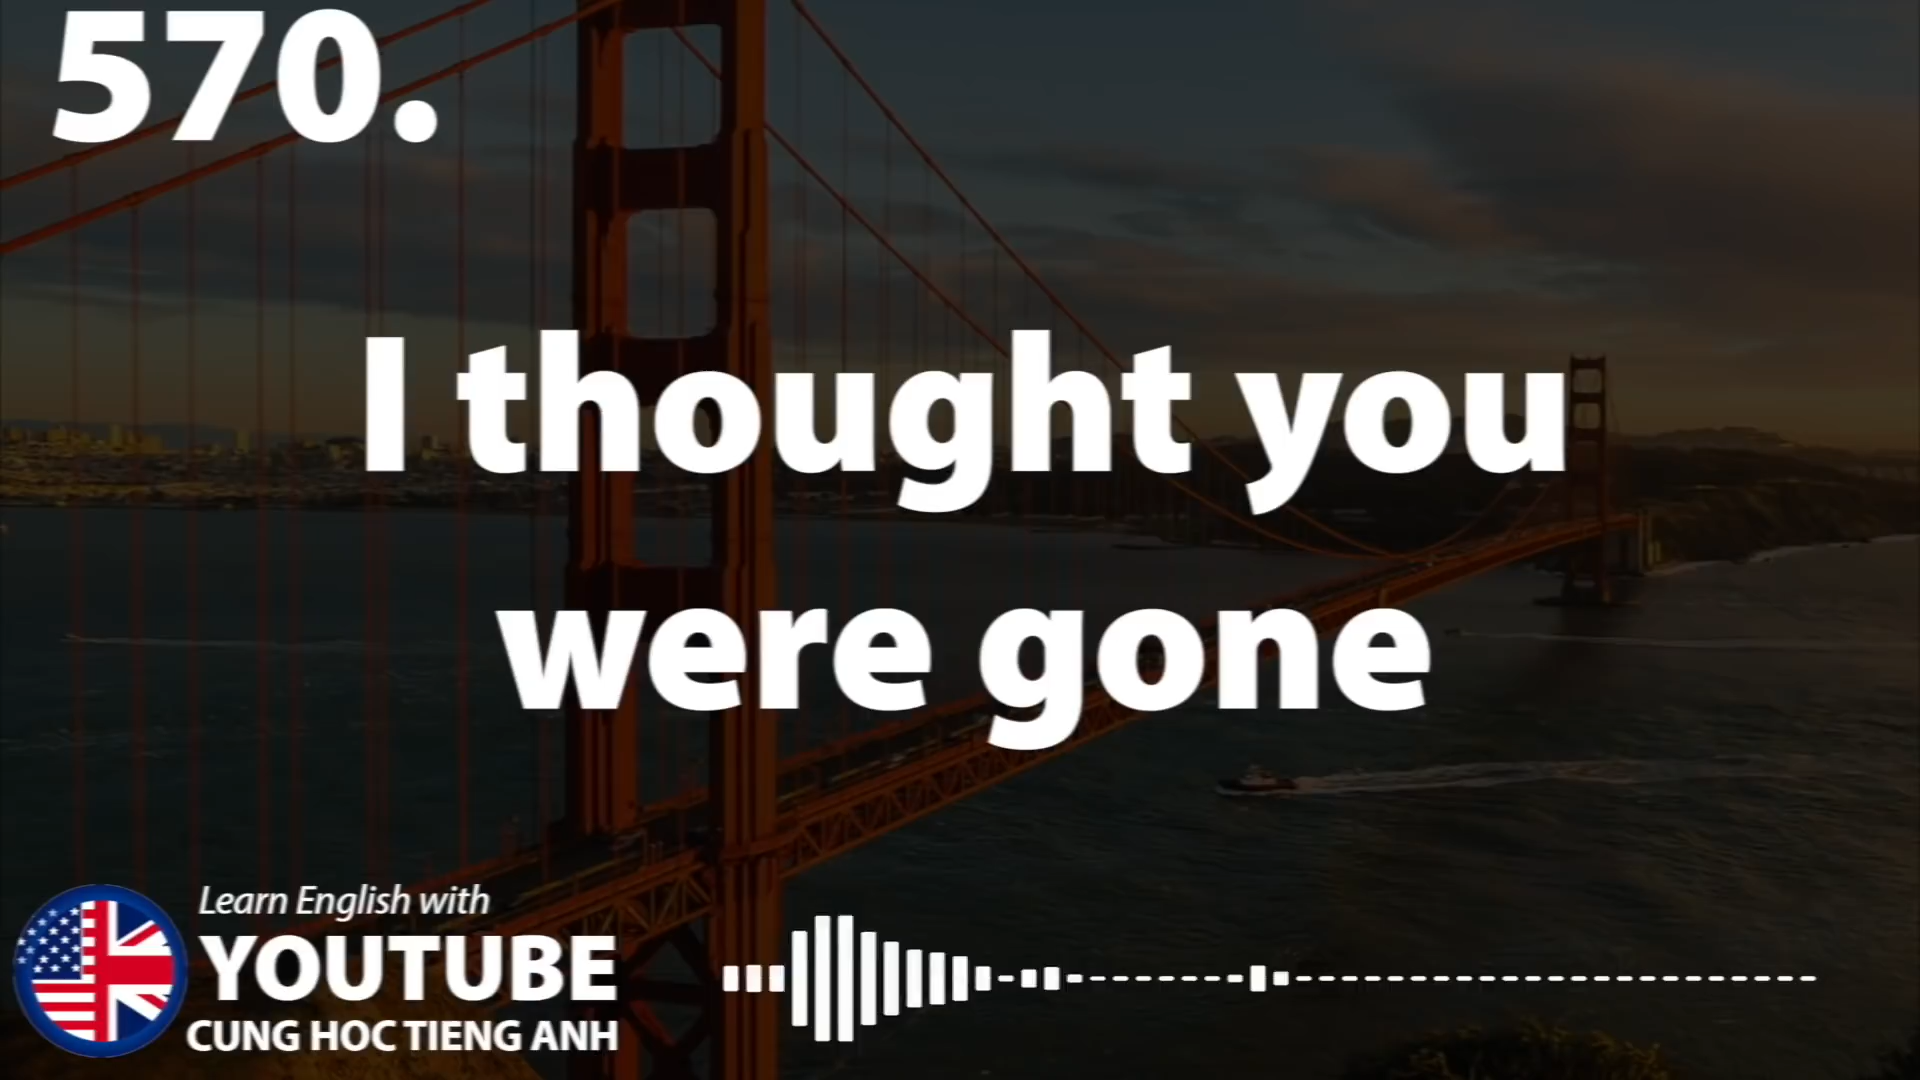 570.
I thought you
were gone
Learn English with
YOUTUBE
CUNG HOC TIENG ANH